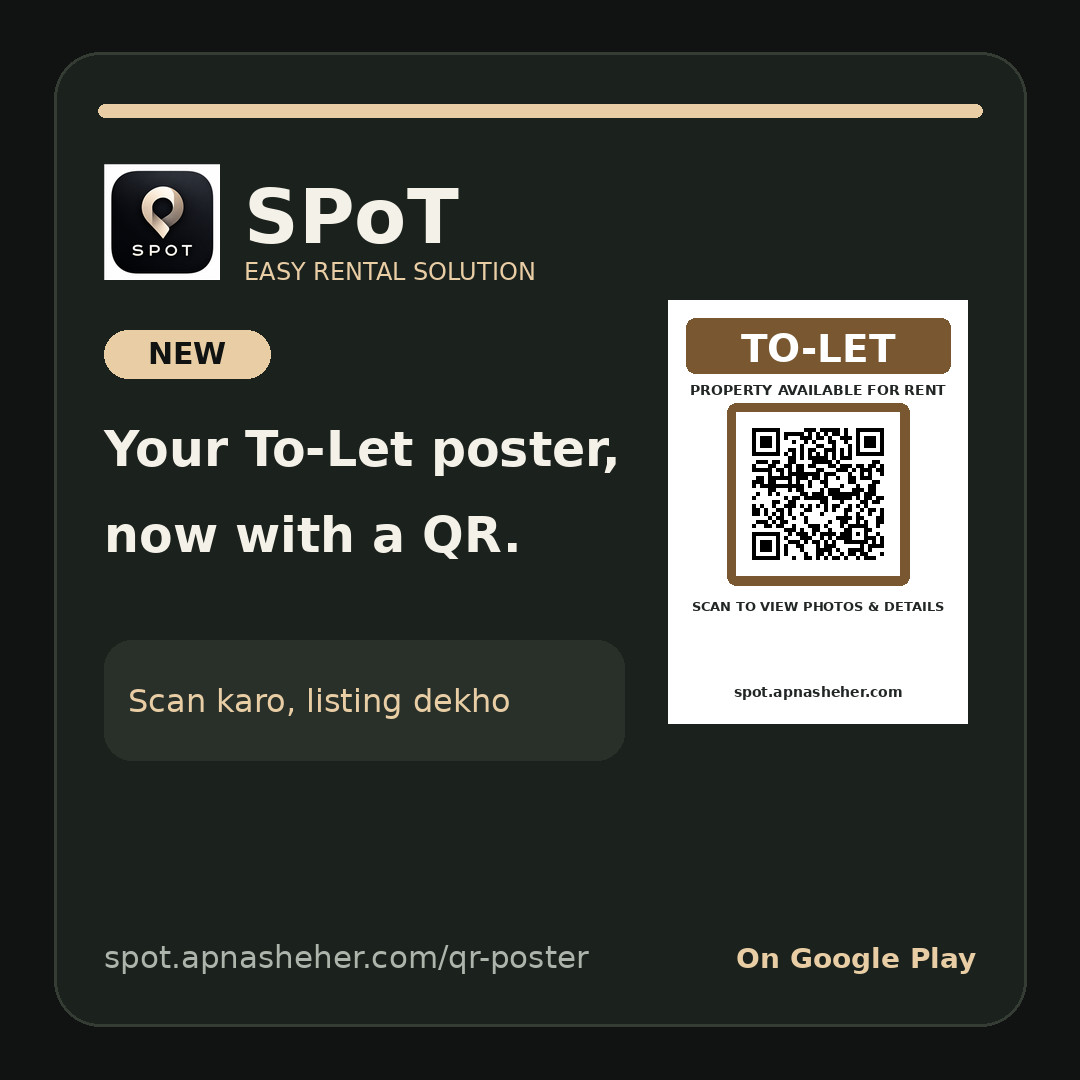 SPOT
SPoT
EASY RENTAL SOLUTION
NEW
Your To-Let poster,
now with a QR.
Scan karo, listing dekho
TO-LET
PROPERTY AVAILABLE FOR RENT
SCAN TO VIEW PHOTOS & DETAILS
spot.apnasheher.com
spot.apnasheher.com/qr-poster
On Google Play